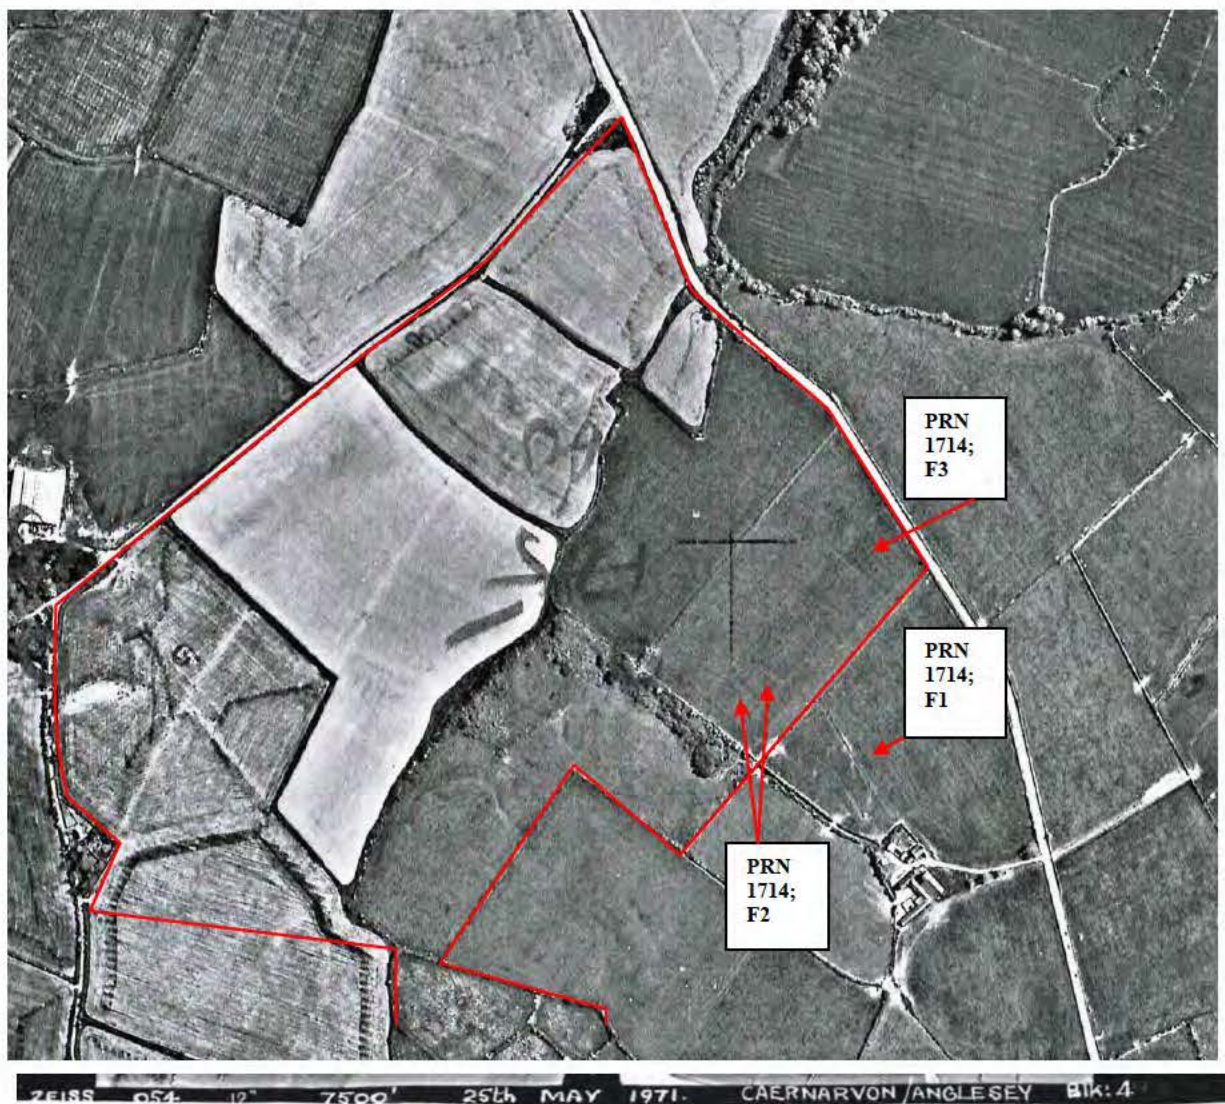 PRN
1714;
F3
PRN
1714;
F1
PRN
1714;
F2
ZEISS 054 12" 7500' 25th MAY 1971. CAERNARVON/ANGLESEY Blk: 4